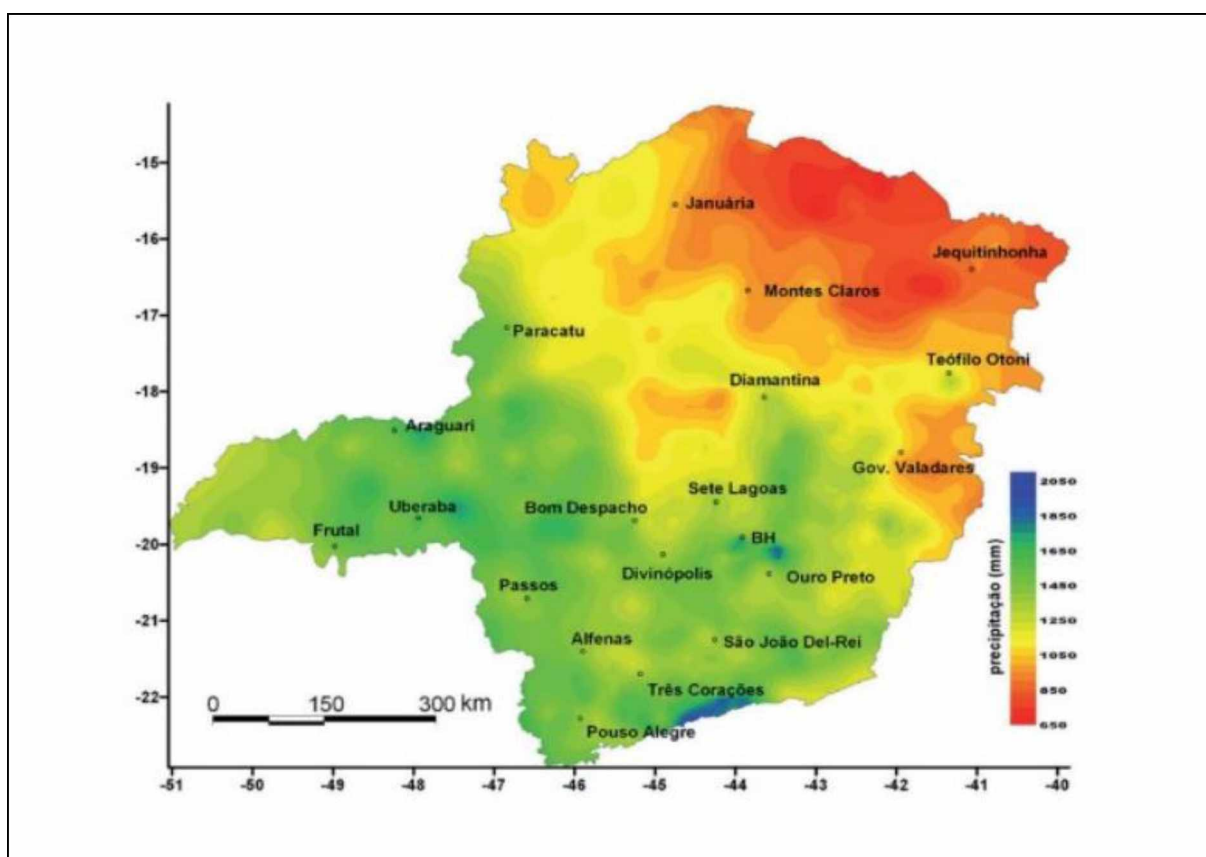 -15
Januária
-16
Jequitinhonha
Montes Claros
-17
Paracatu
Teófilo Otoni
Diamantina
-18
Araguari
-19
Gov. Valadares
Sete Lagoas
Uberaba
Bom Despacho
Frutal
BH
-20
Divinópolis
Ouro Preto
Passos
-21
Alfenas
São João Del-Rei
Três Corações
-22
Pouso Alegre
0 150 300 km
precipitação (mm)
2050
1850
1650
1450
1250
1050
850
650
-51 -50 -49 -48 -47 -46 -45 -44 -43 -42 -41 -40